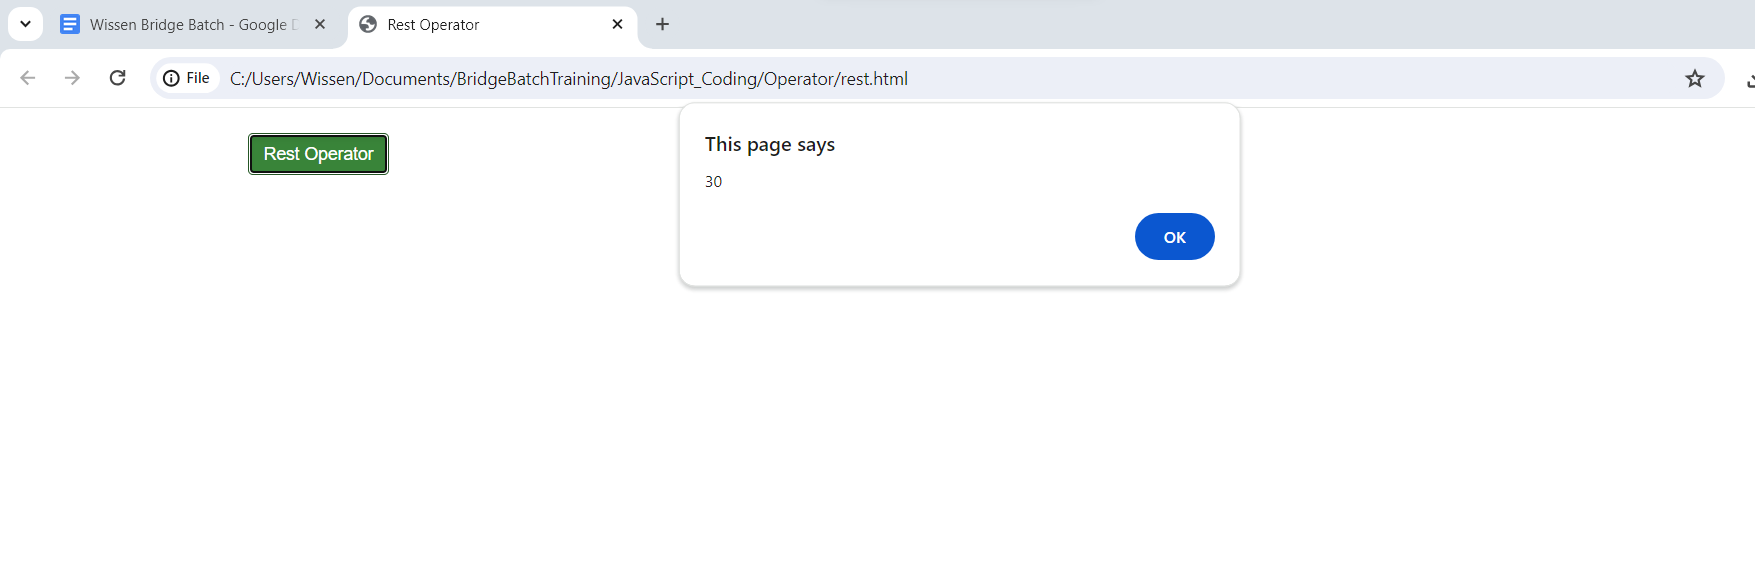 Wissen Bridge Batch - Google D
Rest Operator
File
C:/Users/Wissen/Documents/BridgeBatchTraining/JavaScript_Coding/Operator/rest.html
Rest Operator
This page says
30
OK